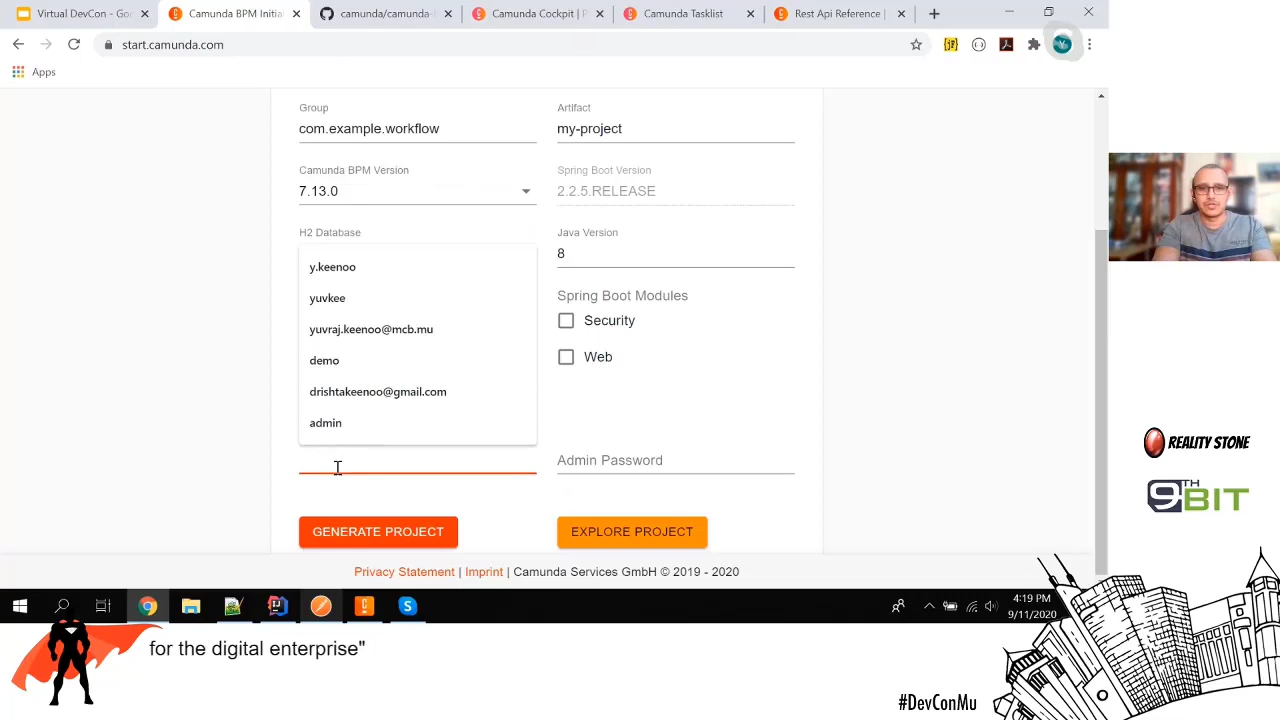 Virtual DevCon - Goo
Camunda BPM Initial
camunda/camunda-
Camunda Cockpit | P
Camunda Tasklist
Rest Api Reference |
start.camunda.com
Apps
Group
Artifact
com.example.workflow
my-project
Camunda BPM Version
Spring Boot Version
7.13.0
2.2.5.RELEASE
H2 Database
Java Version
8
y.keenoo
yuvkee
yuvraj.keenoo@mcb.mu
demo
drishtakeenoo@gmail.com
admin
Spring Boot Modules
Security
Web
Admin Password
GENERATE PROJECT
EXPLORE PROJECT
Privacy Statement | Imprint | Camunda Services GmbH © 2019 - 2020
REALITY STONE
9TH BIT
4:19 PM
9/11/2020
for the digital enterprise"
#DevConMu